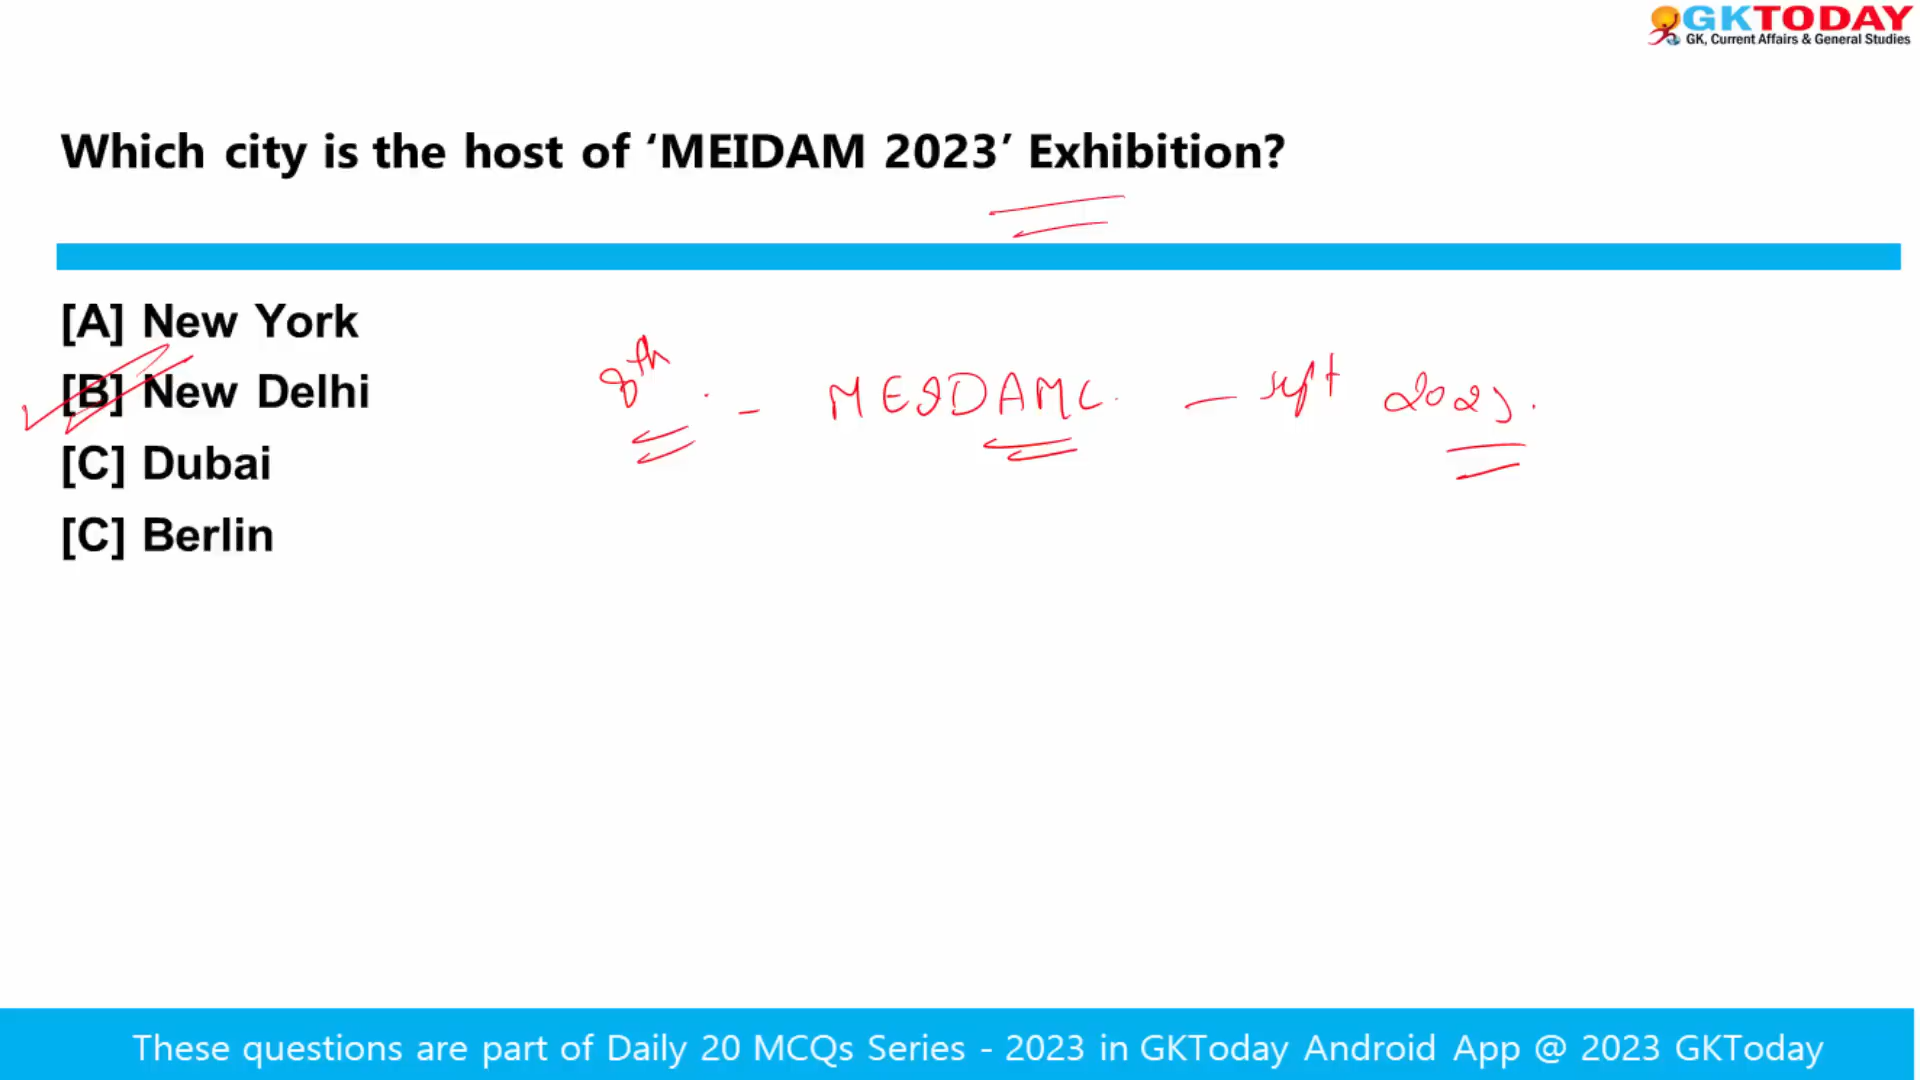 GKTODAY
GK, Current Affairs & General Studies
Which city is the host of ‘MEIDAM 2023’ Exhibition?
[A] New York
[B] New Delhi
[C] Dubai
[C] Berlin
8th - MEIDAMC. - sept 2023.
These questions are part of Daily 20 MCQs Series - 2023 in GKToday Android App @ 2023 GKToday